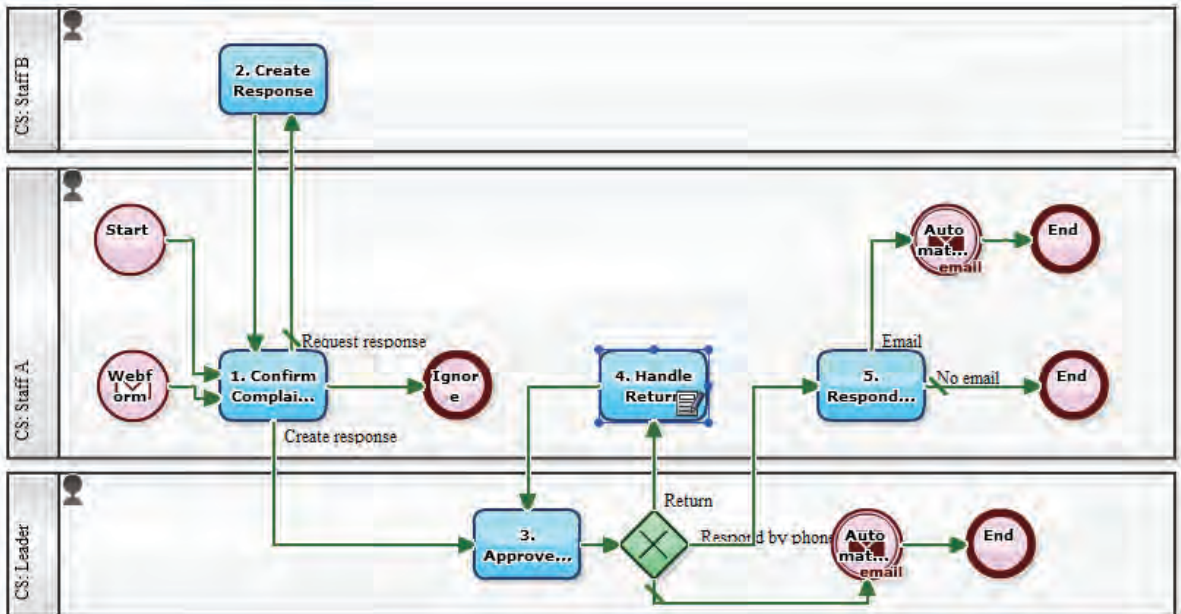 CS: Staff B
2. Create
Response
CS: Staff A
Start
Auto
mat...
email
End
Request response
Email
Webf
orm
1. Confirm
Complai...
Ignor
e
4. Handle
Return
5.
Respond...
No email
End
Create response
CS: Leader
Return
3.
Approve...
Respond by phone
Auto
mat...
email
End